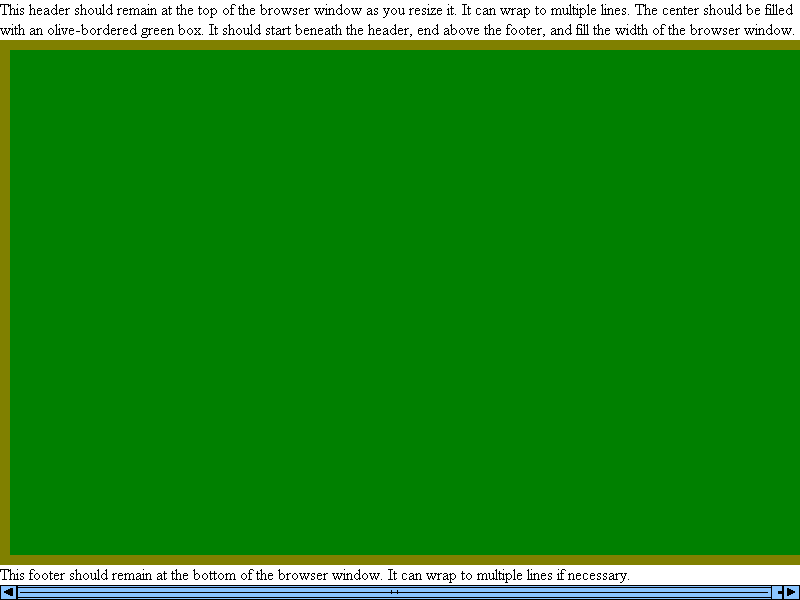 This header should remain at the top of the browser window as you resize it. It can wrap to multiple lines. The center should be filled
with an olive-bordered green box. It should start beneath the header, end above the footer, and fill the width of the browser window.
This footer should remain at the bottom of the browser window. It can wrap to multiple lines if necessary.